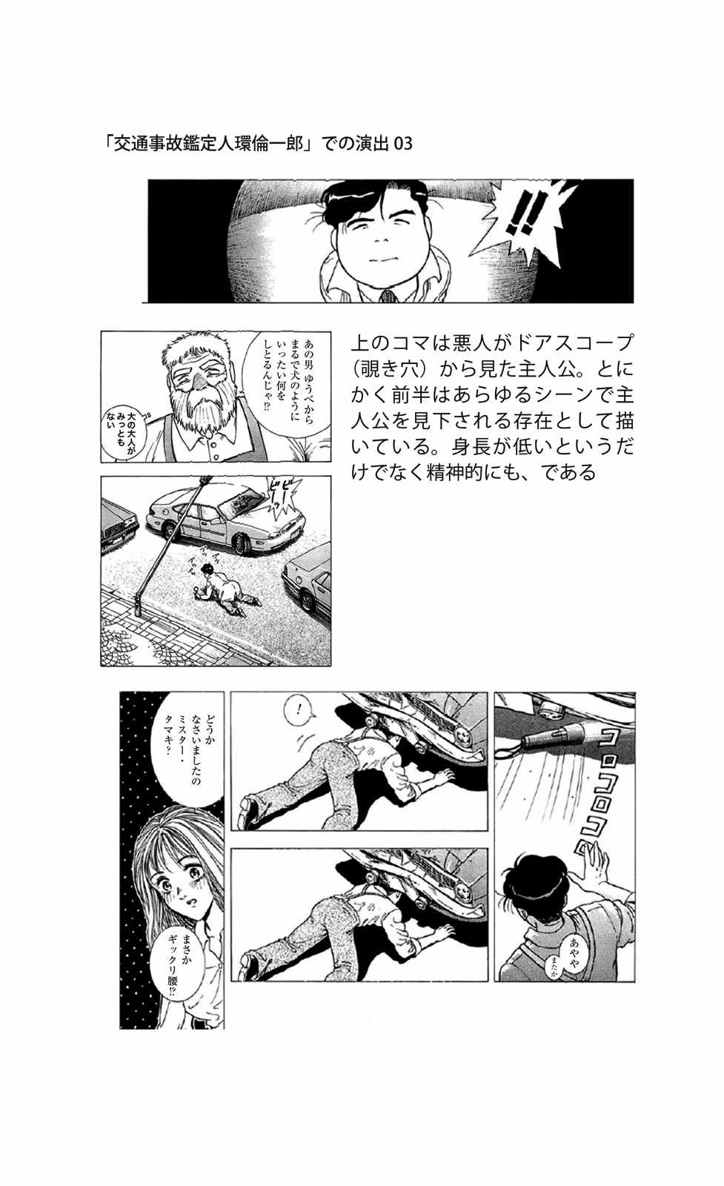 「交通事故鑑定人環倫一郎」での演出 03
!!
上のコマは悪人がドアスコープ
（覗き穴）から見た主人公。とに
かく前半はあらゆるシーンで主
人公を見下される存在として描
いている。身長が低いというだ
けでなく精神的にも、である
あの男 ゆうべから
まるで犬のように
いったい何を
しとるんじゃ!?
大の大人が
みっとも
ない
コロコロコロ
あやや
またか
！
どうか
なさいましたの
ミスター・
タマキ？
まさか
ギックリ腰!?